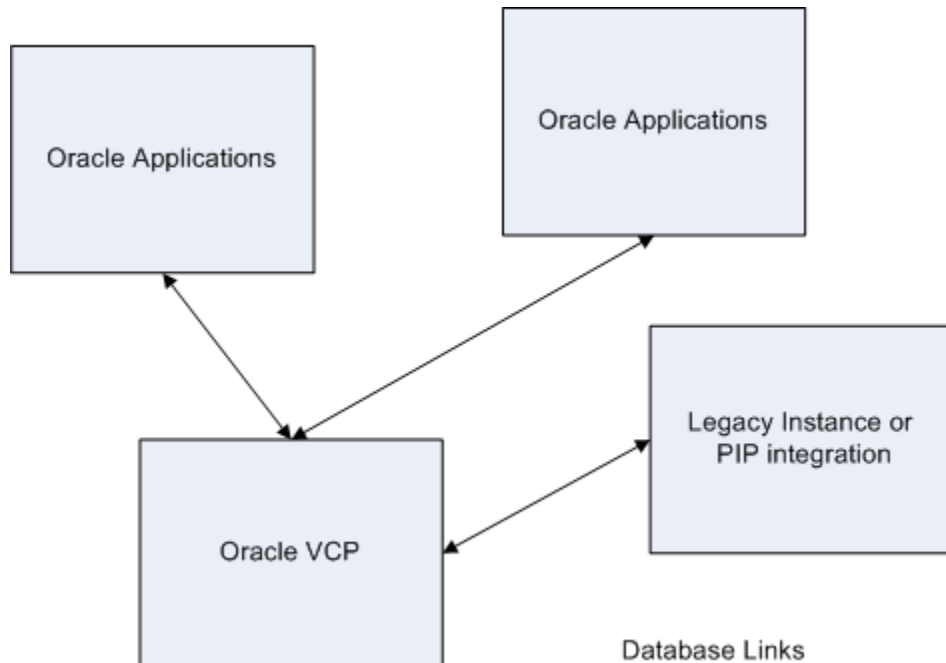 Oracle Applications
Oracle Applications
Legacy Instance or
PIP integration
Oracle VCP
Database Links